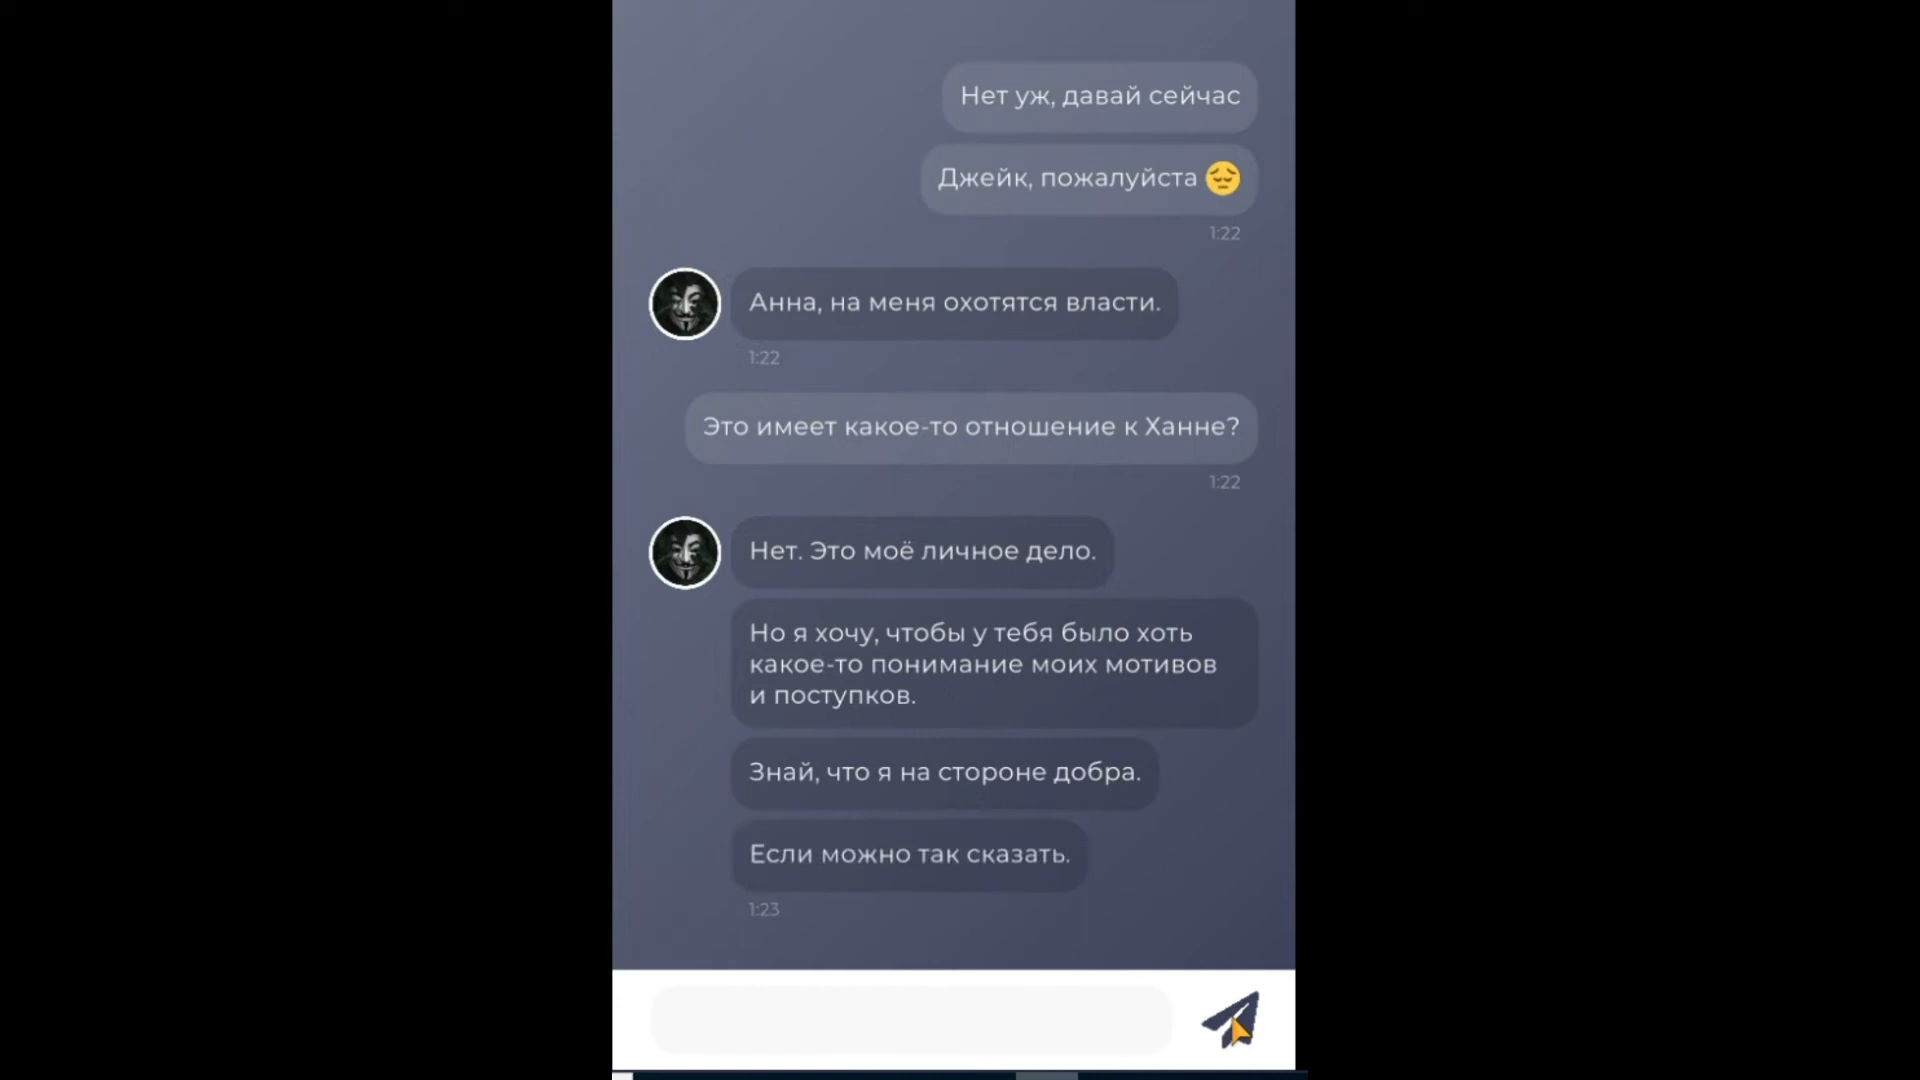 Нет уж, давай сейчас
Джейк, пожалуйста 😔
1:22
Анна, на меня охотятся власти.
1:22
Это имеет какое-то отношение к Ханне?
1:22
Нет. Это моё личное дело.
Но я хочу, чтобы у тебя было хоть
какое-то понимание моих мотивов
и поступков.
Знай, что я на стороне добра.
Если можно так сказать.
1:23